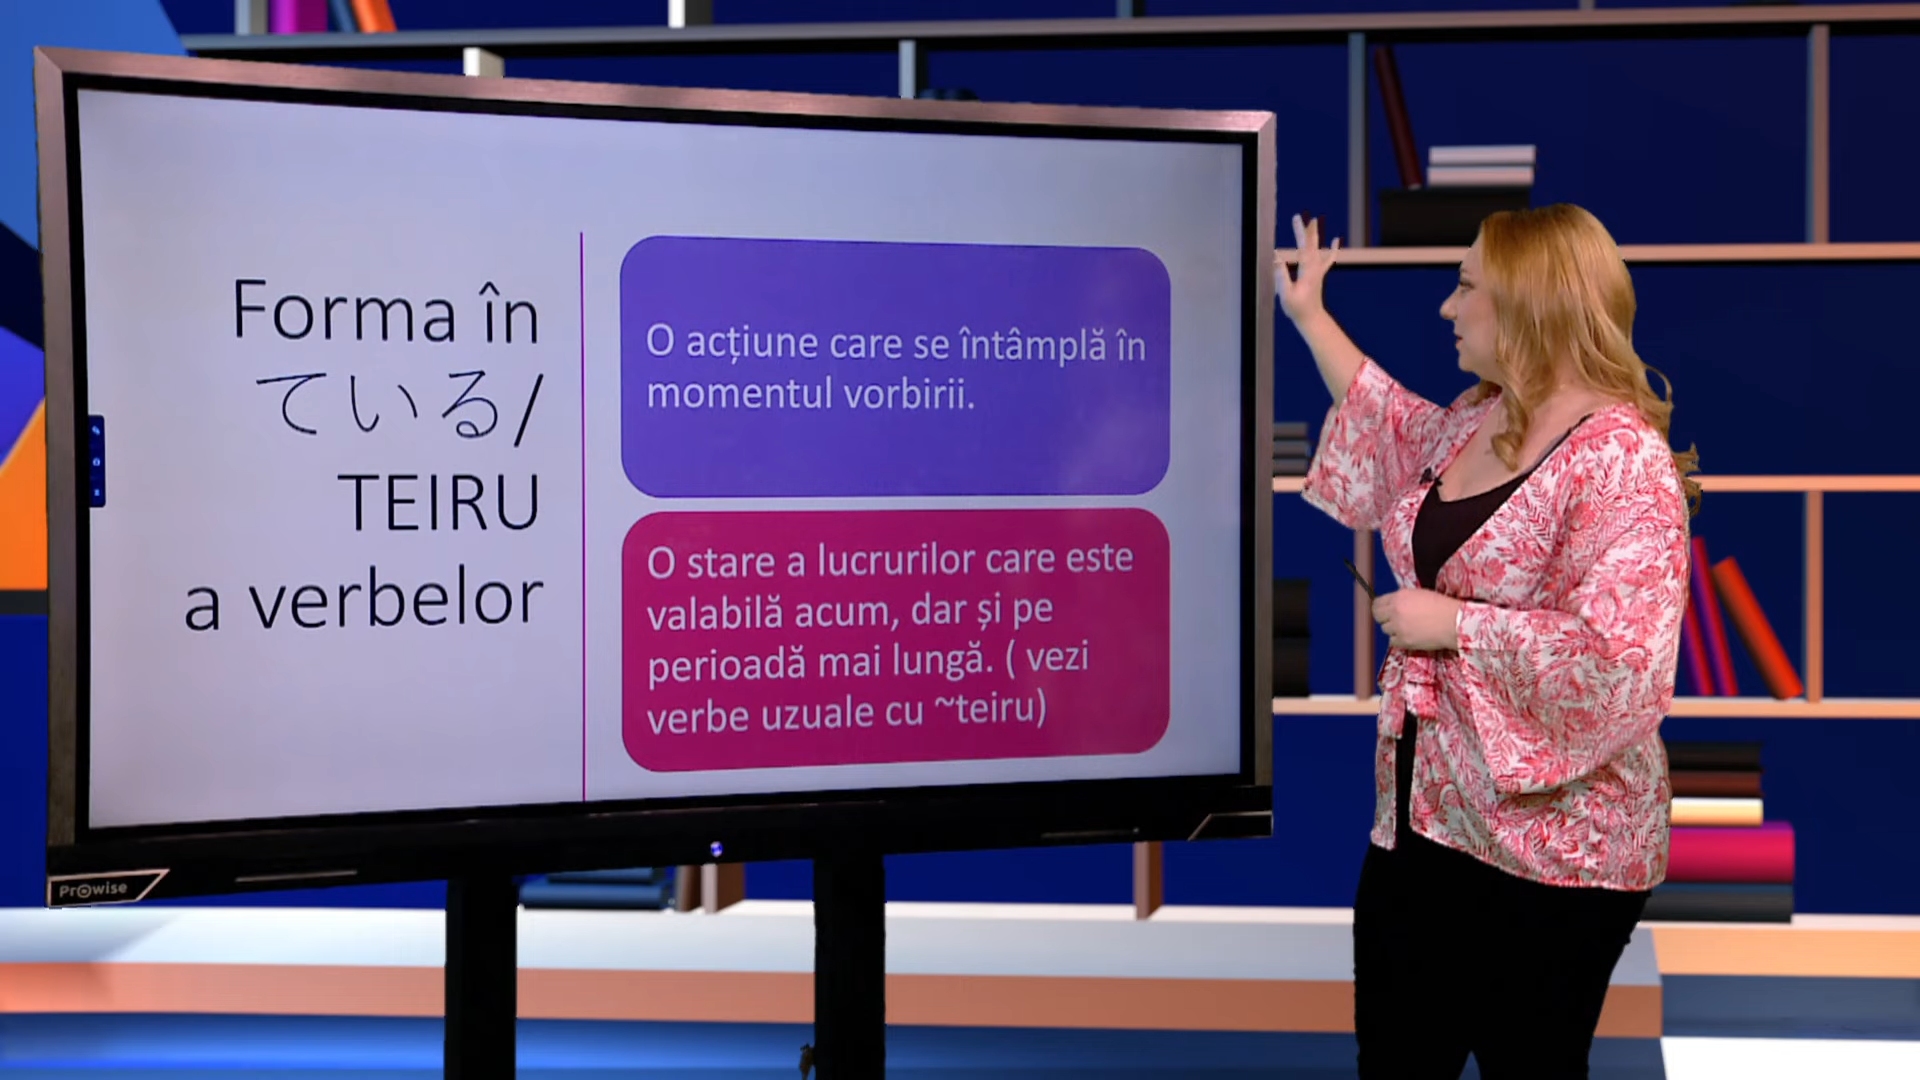 Forma în
ている/
TEIRU
a verbelor
O acțiune care se întâmplă în
momentul vorbirii.
O stare a lucrurilor care este
valabilă acum, dar și pe
perioadă mai lungă. ( vezi
verbe uzuale cu ~teiru)
Prowise